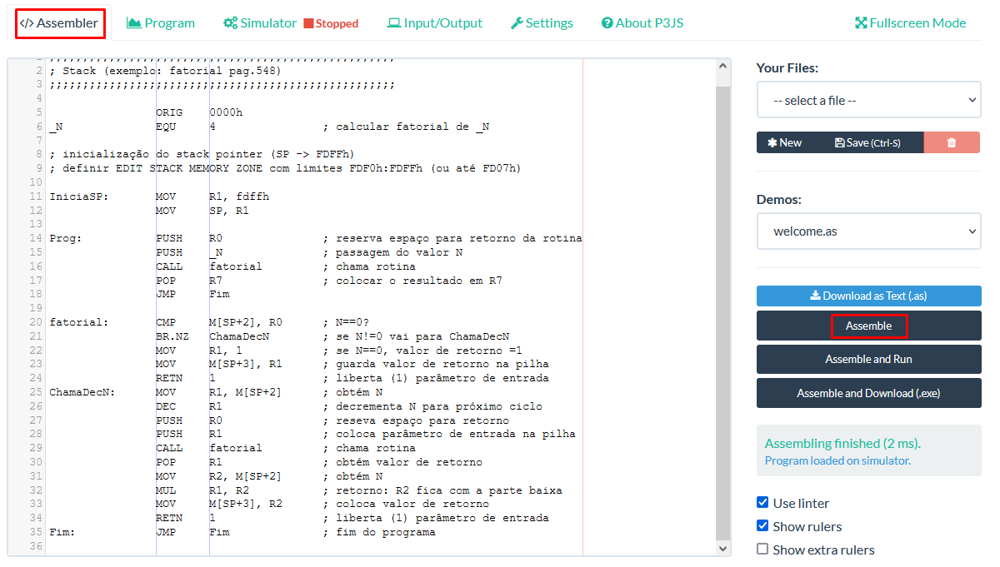 </> Assembler Program Simulator Stopped Input/Output Settings About P3JS Fullscreen Mode
2 ; Stack (exemplo: fatorial pag.548)
3 ;;;;;;;;;;;;;;;;;;;;;;;;;;;;;;;;;;;;;;;;;;;;;;;;;;;;
4
5 ORIG 0000h
6 _N EQU 4 ; calcular fatorial de _N
7
8 ; inicialização do stack pointer (SP -> FDFFh)
9 ; definir EDIT STACK MEMORY ZONE com limites FDF0h:FDFFh (ou até FD07h)
10
11 IniciaSP: MOV R1, fdffh
12 MOV SP, R1
13
14 Prog: PUSH R0 ; reserva espaço para retorno da rotina
15 PUSH _N ; passagem do valor N
16 CALL fatorial ; chama rotina
17 POP R7 ; colocar o resultado em R7
18 JMP Fim
19
20 fatorial: CMP M[SP+2], R0 ; N==0?
21 BR.NZ ChamaDecN ; se N!=0 vai para ChamaDecN
22 MOV R1, 1 ; se N==0, valor de retorno =1
23 MOV M[SP+3], R1 ; guarda valor de retorno na pilha
24 RETN 1 ; liberta (1) parâmetro de entrada
25 ChamaDecN: MOV R1, M[SP+2] ; obtém N
26 DEC R1 ; decrementa N para próximo ciclo
27 PUSH R0 ; reseva espaço para retorno
28 PUSH R1 ; coloca parâmetro de entrada na pilha
29 CALL fatorial ; chama rotina
30 POP R1 ; obtém valor de retorno
31 MOV R2, M[SP+2] ; obtém N
32 MUL R1, R2 ; retorno: R2 fica com a parte baixa
33 MOV M[SP+3], R2 ; coloca valor de retorno
34 RETN 1 ; liberta (1) parâmetro de entrada
35 Fim: JMP Fim ; fim do programa
36
Your Files:
-- select a file --
New Save (Ctrl-S)
Demos:
welcome.as
Download as Text (.as)
Assemble
Assemble and Run
Assemble and Download (.exe)
Assembling finished (2 ms).
Program loaded on simulator.
Use linter
Show rulers
Show extra rulers